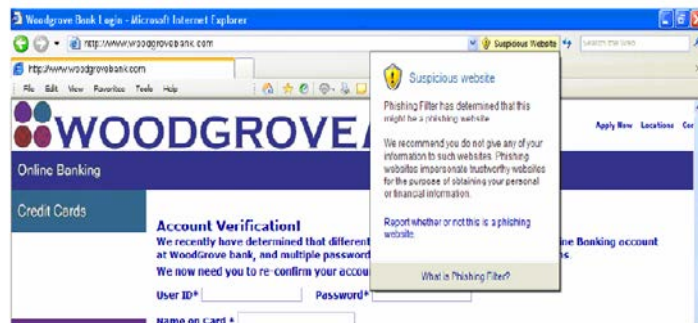 Woodgrove Bank Login - Microsoft Internet Explorer
http://www.woodgrovebank.com
Suspicious Website
Search the web
http://www.woodgrovebank.com
File Edit View Favorites Tools Help
Suspicious website
Phishing Filter has determined that this
might be a phishing website.
We recommend you do not give any of your
information to such websites. Phishing
websites impersonate trustworthy websites
for the purpose of obtaining your personal
or financial information.
Report whether or not this is a phishing
website.
What is Phishing Filter?
WOODGROVE
Apply Now Locations
Online Banking
Credit Cards
Account Verification!
We recently have determined that different
ine Banking account
at WoodGrove bank, and multiple password
s.
We now need you to re-confirm your accou
User ID* Password*
Name on Card *